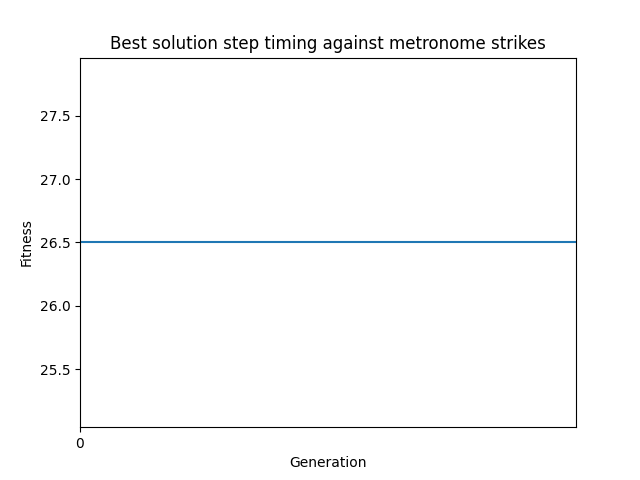 Best solution step timing against metronome strikes
27.5
27.0
26.5
26.0
25.5
Fitness
0
Generation